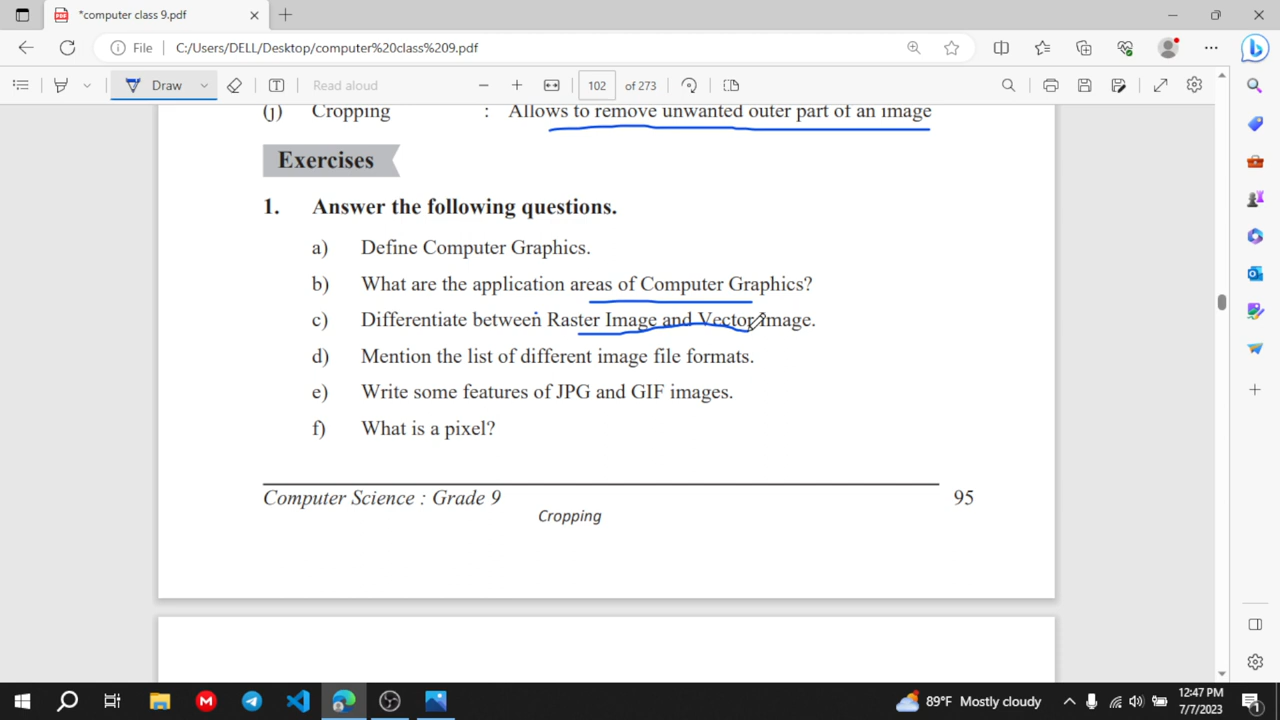 *computer class 9.pdf
File C:/Users/DELL/Desktop/computer%20class%209.pdf
Draw Read aloud 102 of 273
(j) Cropping : Allows to remove unwanted outer part of an image
Exercises
1. Answer the following questions.
a) Define Computer Graphics.
b) What are the application areas of Computer Graphics?
c) Differentiate between Raster Image and Vector Image.
d) Mention the list of different image file formats.
e) Write some features of JPG and GIF images.
f) What is a pixel?
Computer Science : Grade 9 95
Cropping
89°F Mostly cloudy
12:47 PM
7/7/2023